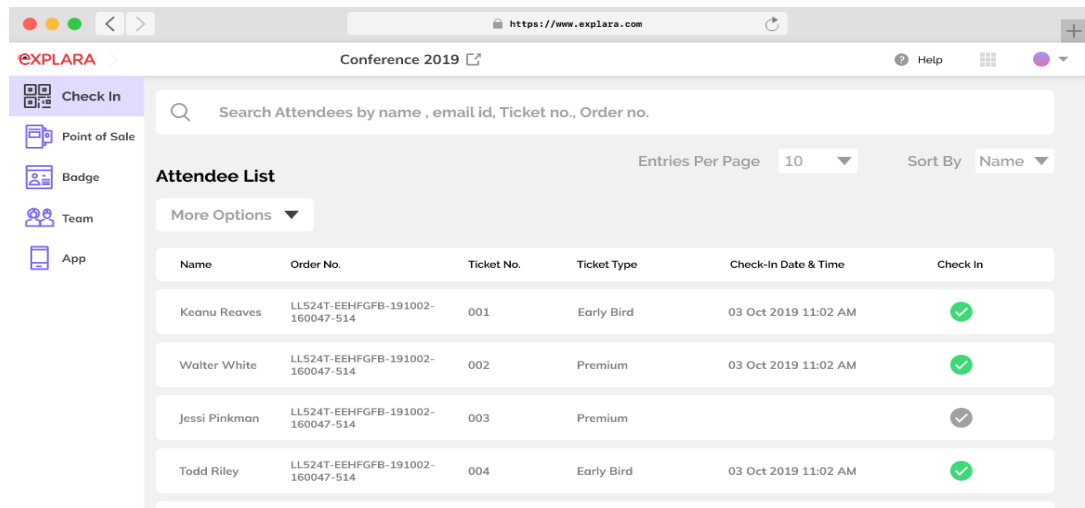 https://www.explara.com
eXPLARA
Conference 2019
Help
Check In
Point of Sale
Badge
Team
App
Search Attendees by name , email id, Ticket no., Order no.
Entries Per Page 10 Sort By Name
Attendee List
More Options
Name Order No. Ticket No. Ticket Type Check-In Date & Time Check In
Keanu Reaves LL524T-EEHFGFB-191002- 001 Early Bird 03 Oct 2019 11:02 AM
160047-514
Walter White LL524T-EEHFGFB-191002- 002 Premium 03 Oct 2019 11:02 AM
160047-514
Jessi Pinkman LL524T-EEHFGFB-191002- 003 Premium
160047-514
Todd Riley LL524T-EEHFGFB-191002- 004 Early Bird 03 Oct 2019 11:02 AM
160047-514